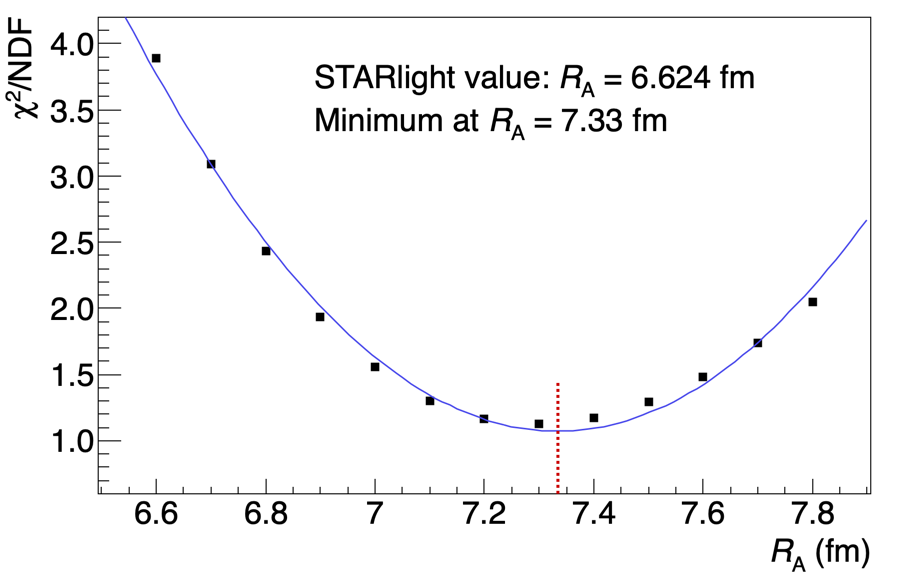 χ²/NDF
4.0
3.5
3.0
2.5
2.0
1.5
1.0
STARlight value: R_A = 6.624 fm
Minimum at R_A = 7.33 fm
6.6 6.8 7 7.2 7.4 7.6 7.8
R_A (fm)